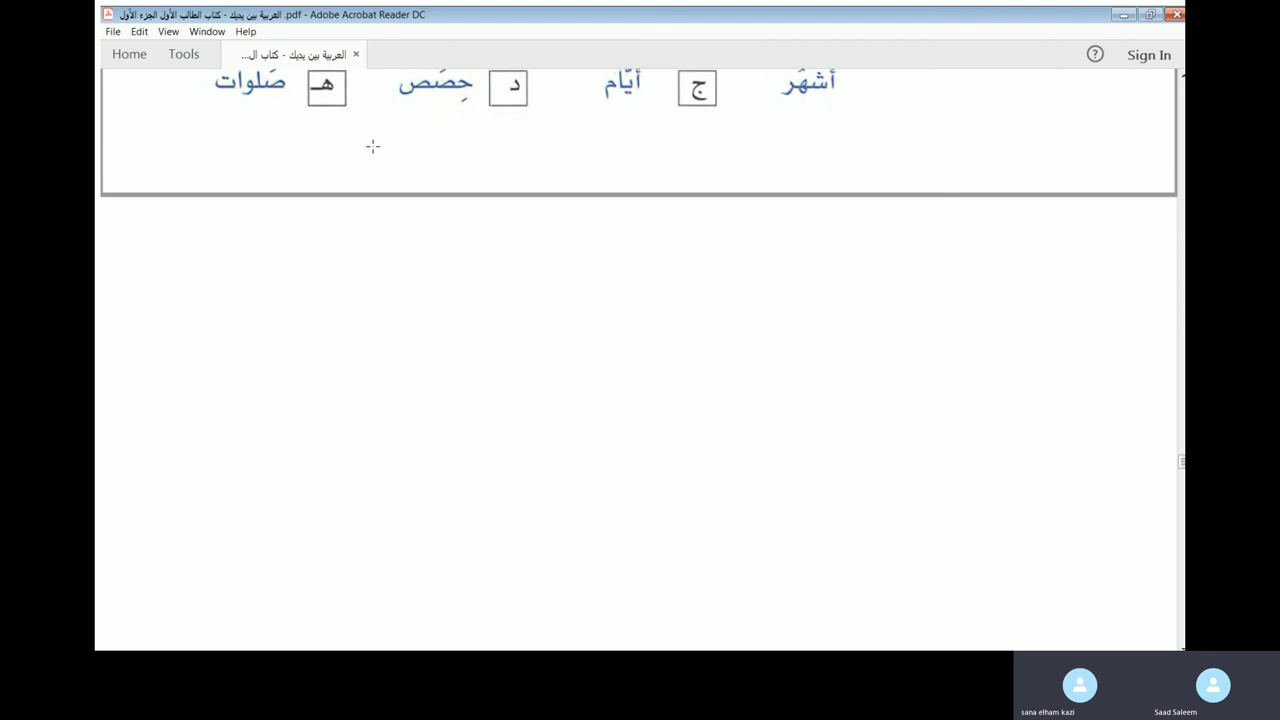 العربية بين يديك - كتاب الطالب الأول الجزء الأول .pdf - Adobe Acrobat Reader DC
File Edit View Window Help
Home Tools العربية بين يديك - كتاب ال... × ? Sign In
أشهُر ج أيّام د حِصَصِ هـ صَلوات
sana elham kazi Saad Saleem